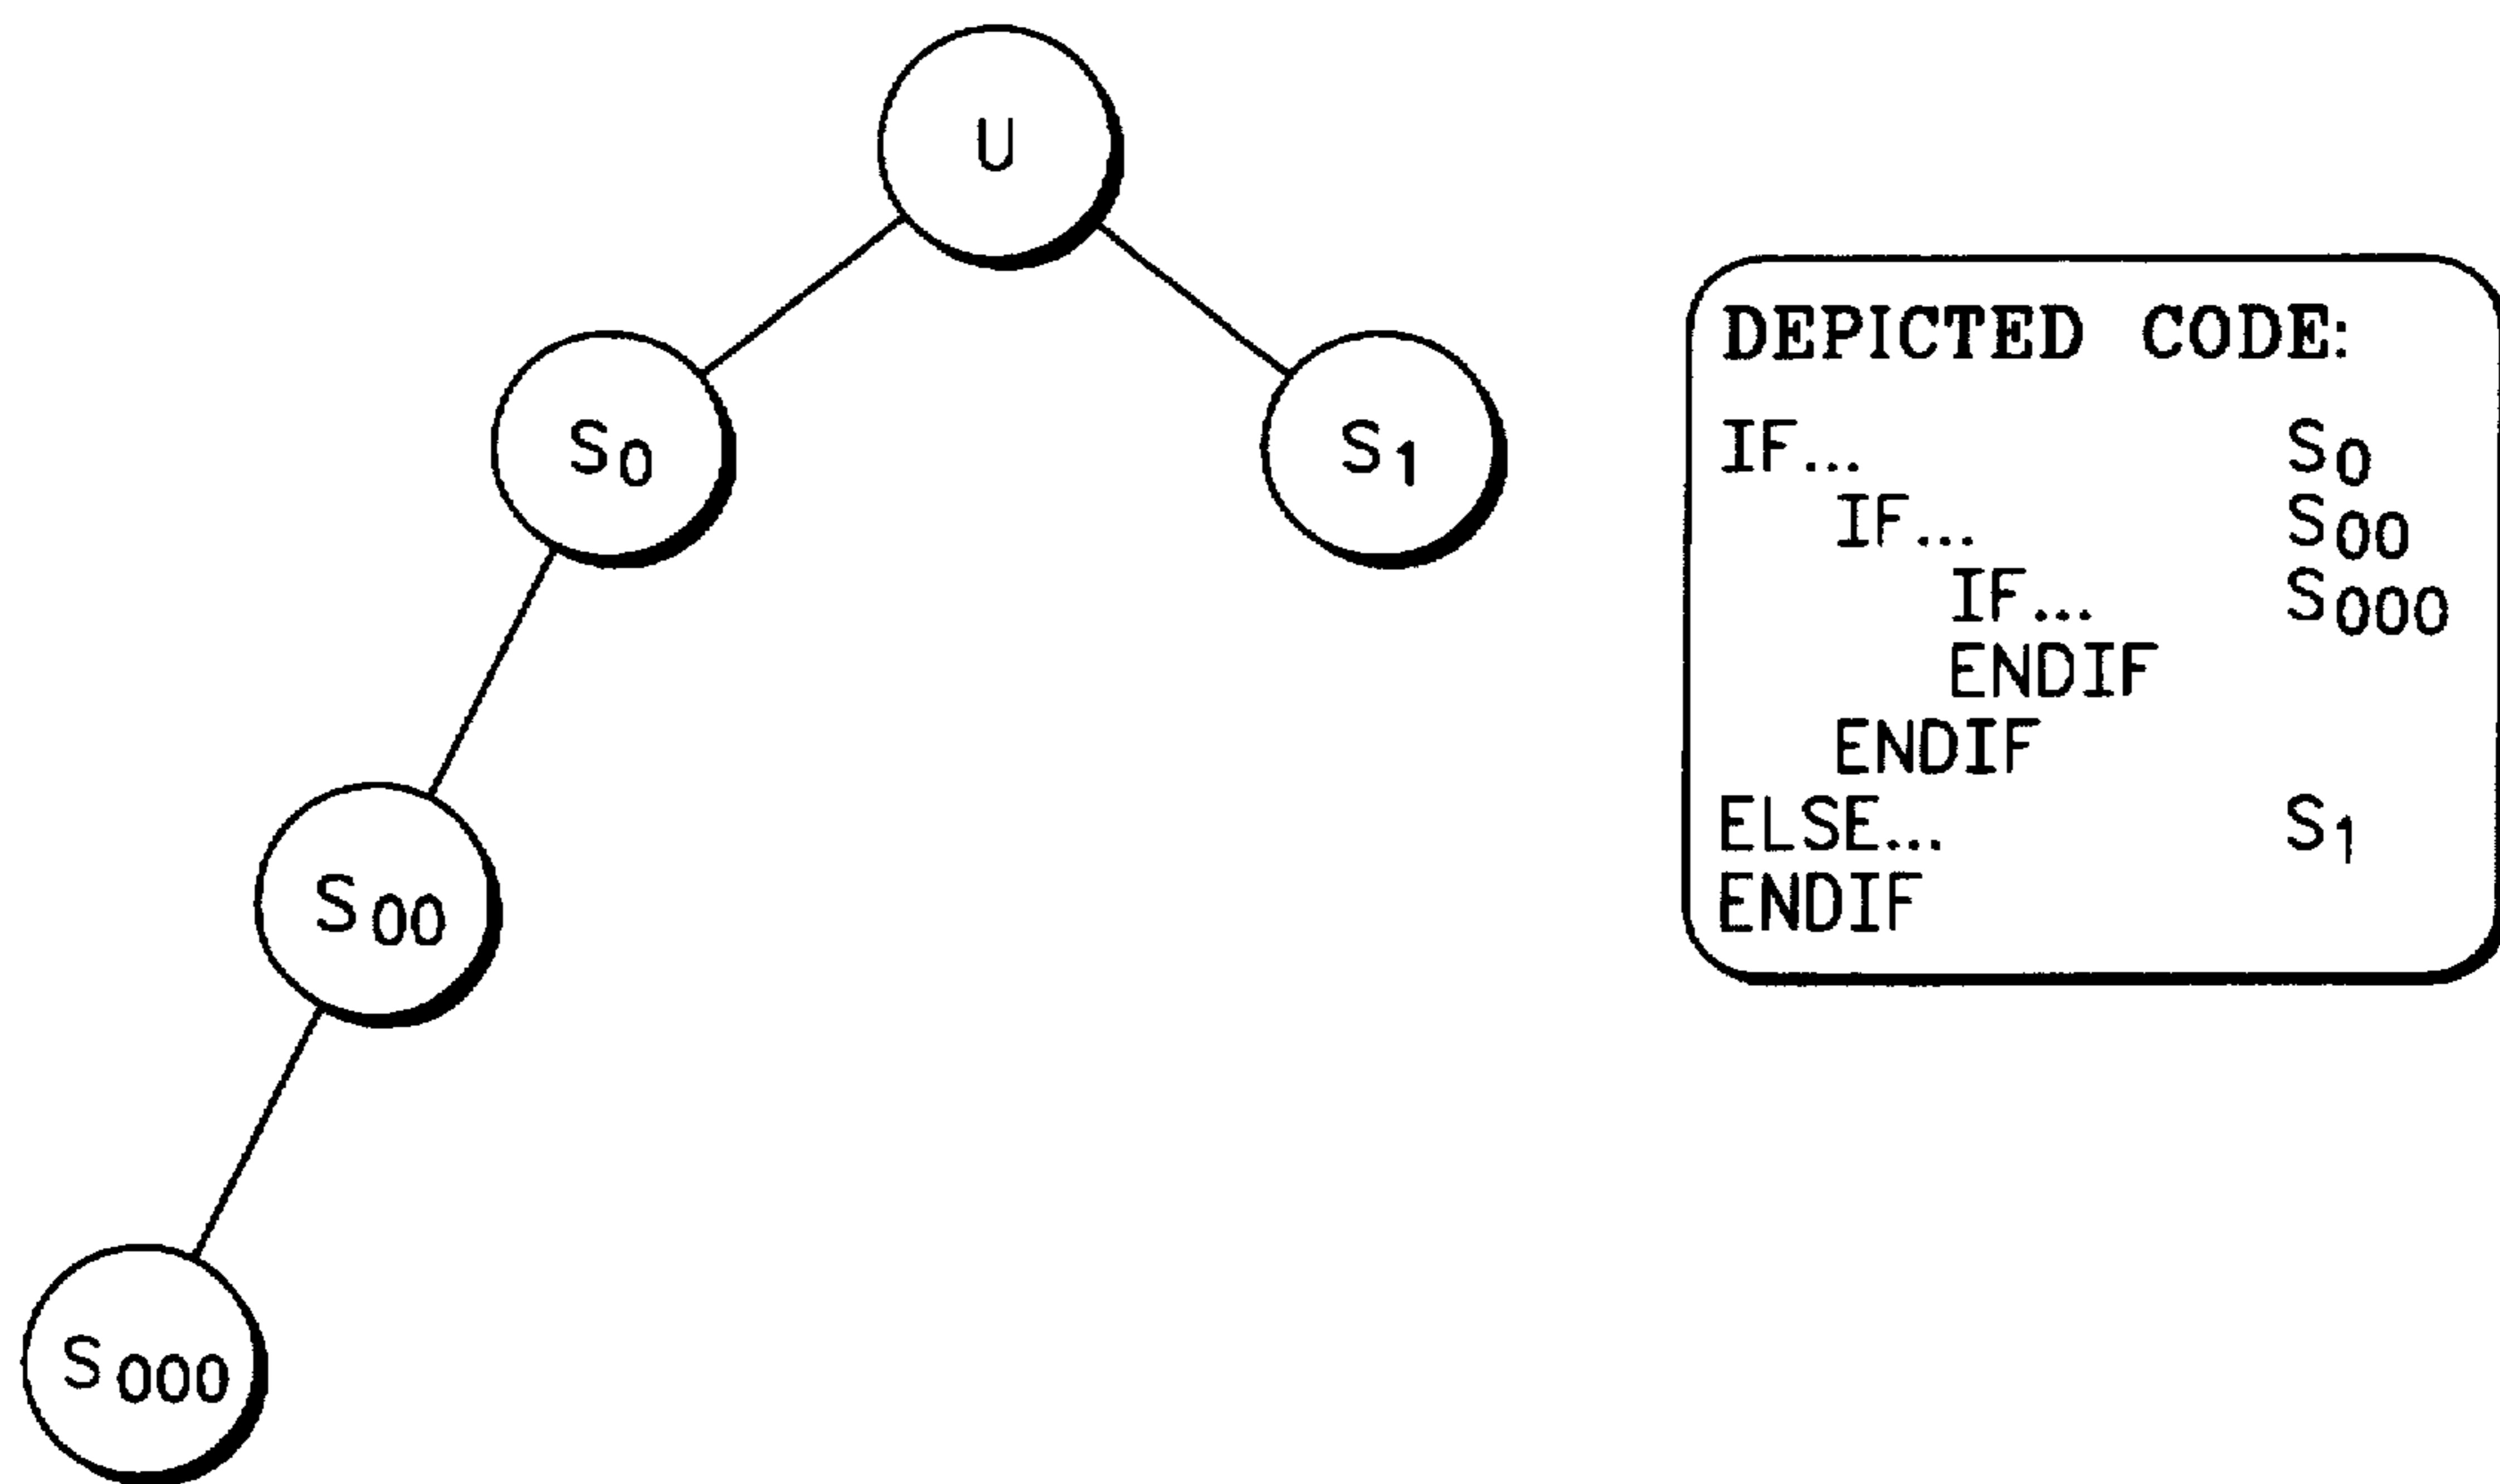 U
S₀
S₁
S₀₀
S₀₀₀
DEPICTED CODE:
IF... S₀
IF... S₀₀
IF... S₀₀₀
ENDIF
ENDIF
ELSE... S₁
ENDIF